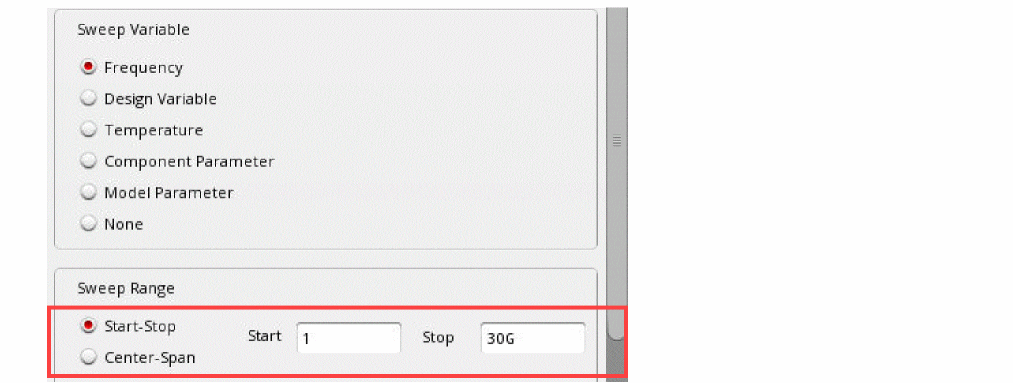 Sweep Variable
Frequency
Design Variable
Temperature
Component Parameter
Model Parameter
None
Sweep Range
Start-Stop Start 1 Stop 30G
Center-Span